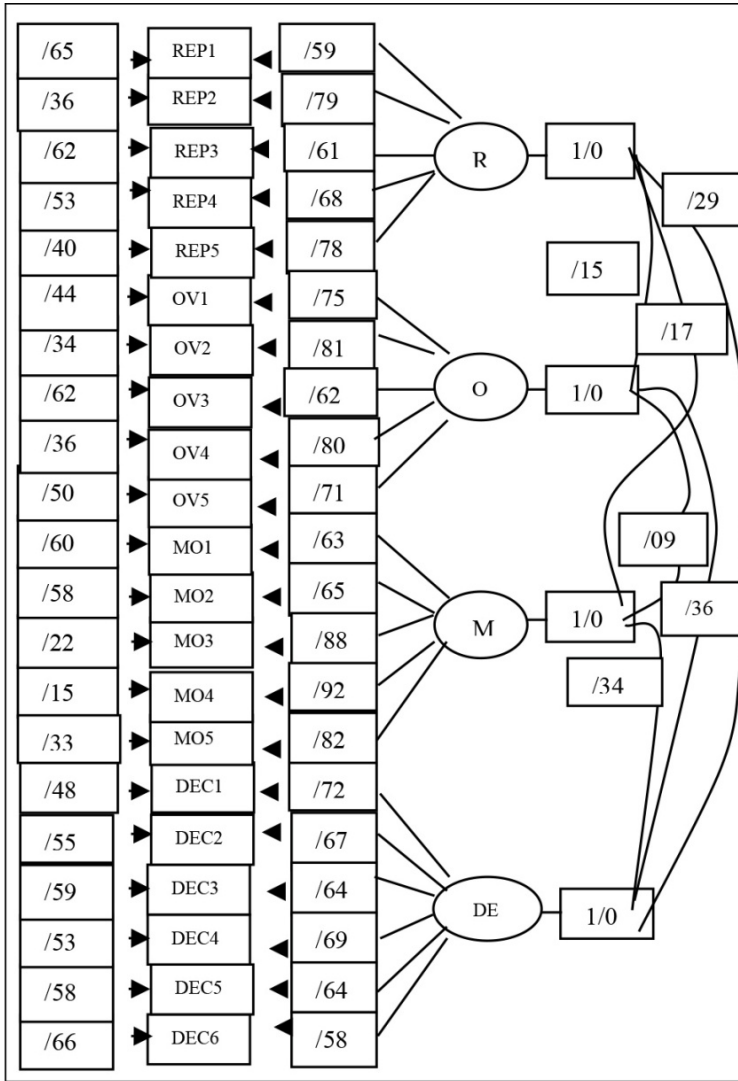 /65 REP1 /59
/36 REP2 /79
/62 REP3 /61 R 1/0
/53 REP4 /68 /29
/40 REP5 /78 /15
/44 OV1 /75
/34 OV2 /81 /17
/62 OV3 /62 O 1/0
/36 OV4 /80
/50 OV5 /71
/60 MO1 /63 /09
/58 MO2 /65 /36
/22 MO3 /88 M 1/0
/15 MO4 /92 /34
/33 MO5 /82
/48 DEC1 /72
/55 DEC2 /67
/59 DEC3 /64 DE 1/0
/53 DEC4 /69
/58 DEC5 /64
/66 DEC6 /58